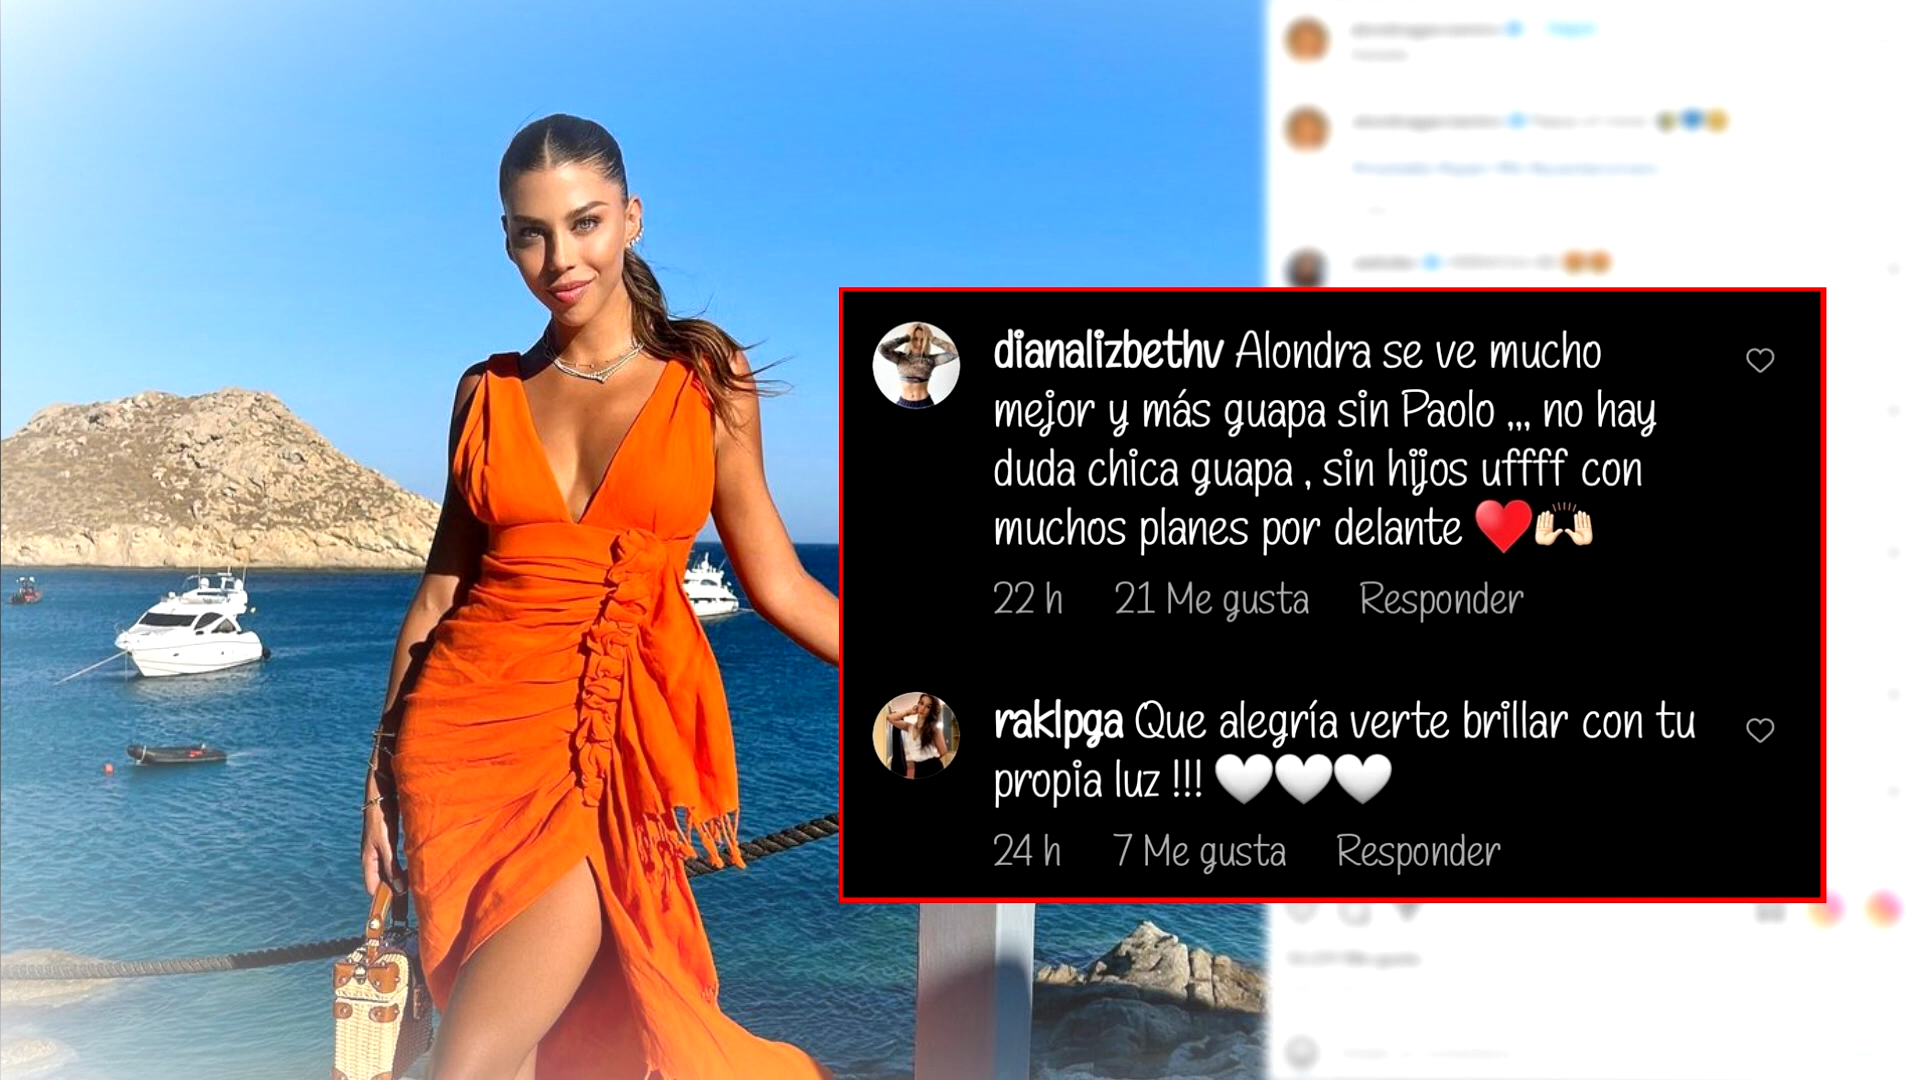 dianalizbethv Alondra se ve mucho
mejor y más guapa sin Paolo ,,, no hay
duda chica guapa , sin hijos uffff con
muchos planes por delante ❤️🙌🏻
22 h 21 Me gusta Responder
raklpga Que alegría verte brillar con tu
propia luz !!! 🤍🤍🤍
24 h 7 Me gusta Responder